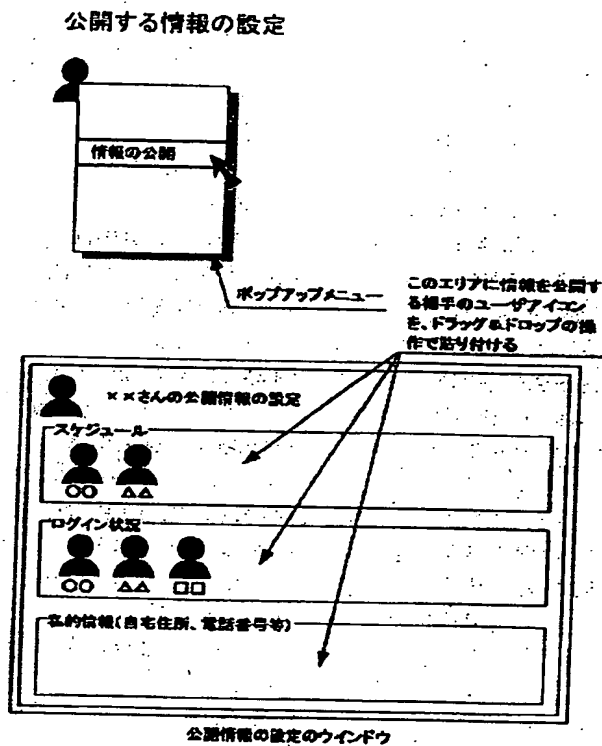 公開する情報の設定
情報の公開
ポップアップメニュー
このエリアに情報を公開す
る相手のユーザアイコン
を、ドラッグ&ドロップの操
作で貼り付ける
××さんの公開情報の設定
スケジュール
○○ △△
ログイン状況
○○ △△ □□
私的情報(自宅住所、電話番号等)
公開情報の設定のウインドウ